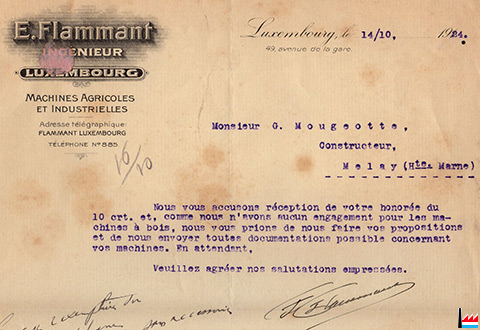 E. Flammant
INGÉNIEUR
LUXEMBOURG
MACHINES AGRICOLES
ET INDUSTRIELLES
Adresse télégraphique:
FLAMMANT LUXEMBOURG
TÉLÉPHONE Nº 885
16/10
Luxembourg, le 14/10, 1924.
49, avenue de la gare.
Monsieur G. Mougeotte,
Constructeur,
Melay (Hte. Marne)
Nous vous accusons réception de votre honorée du
10 crt. et, comme nous n'avons aucun engagement pour les ma-
chines à bois, nous vous prions de nous faire vos propositions
et de nous envoyer toutes documentations possible concernant
vos machines. En attendant,
Veuillez agréer nos salutations empressées.